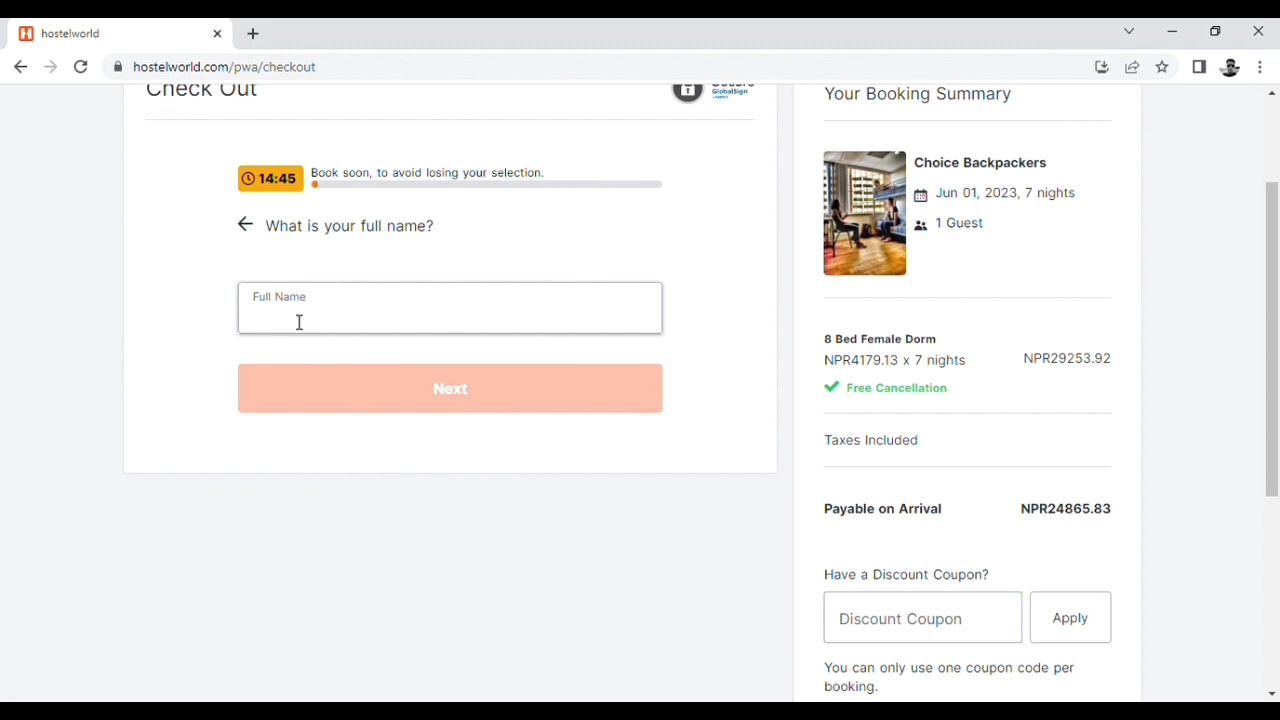 hostelworld
hostelworld.com/pwa/checkout
Check Out
Secure
GlobalSign
Your Booking Summary
14:45
Book soon, to avoid losing your selection.
What is your full name?
Full Name
Next
Choice Backpackers
Jun 01, 2023, 7 nights
1 Guest
8 Bed Female Dorm
NPR4179.13 x 7 nights
NPR29253.92
Free Cancellation
Taxes Included
Payable on Arrival
NPR24865.83
Have a Discount Coupon?
Discount Coupon
Apply
You can only use one coupon code per
booking.